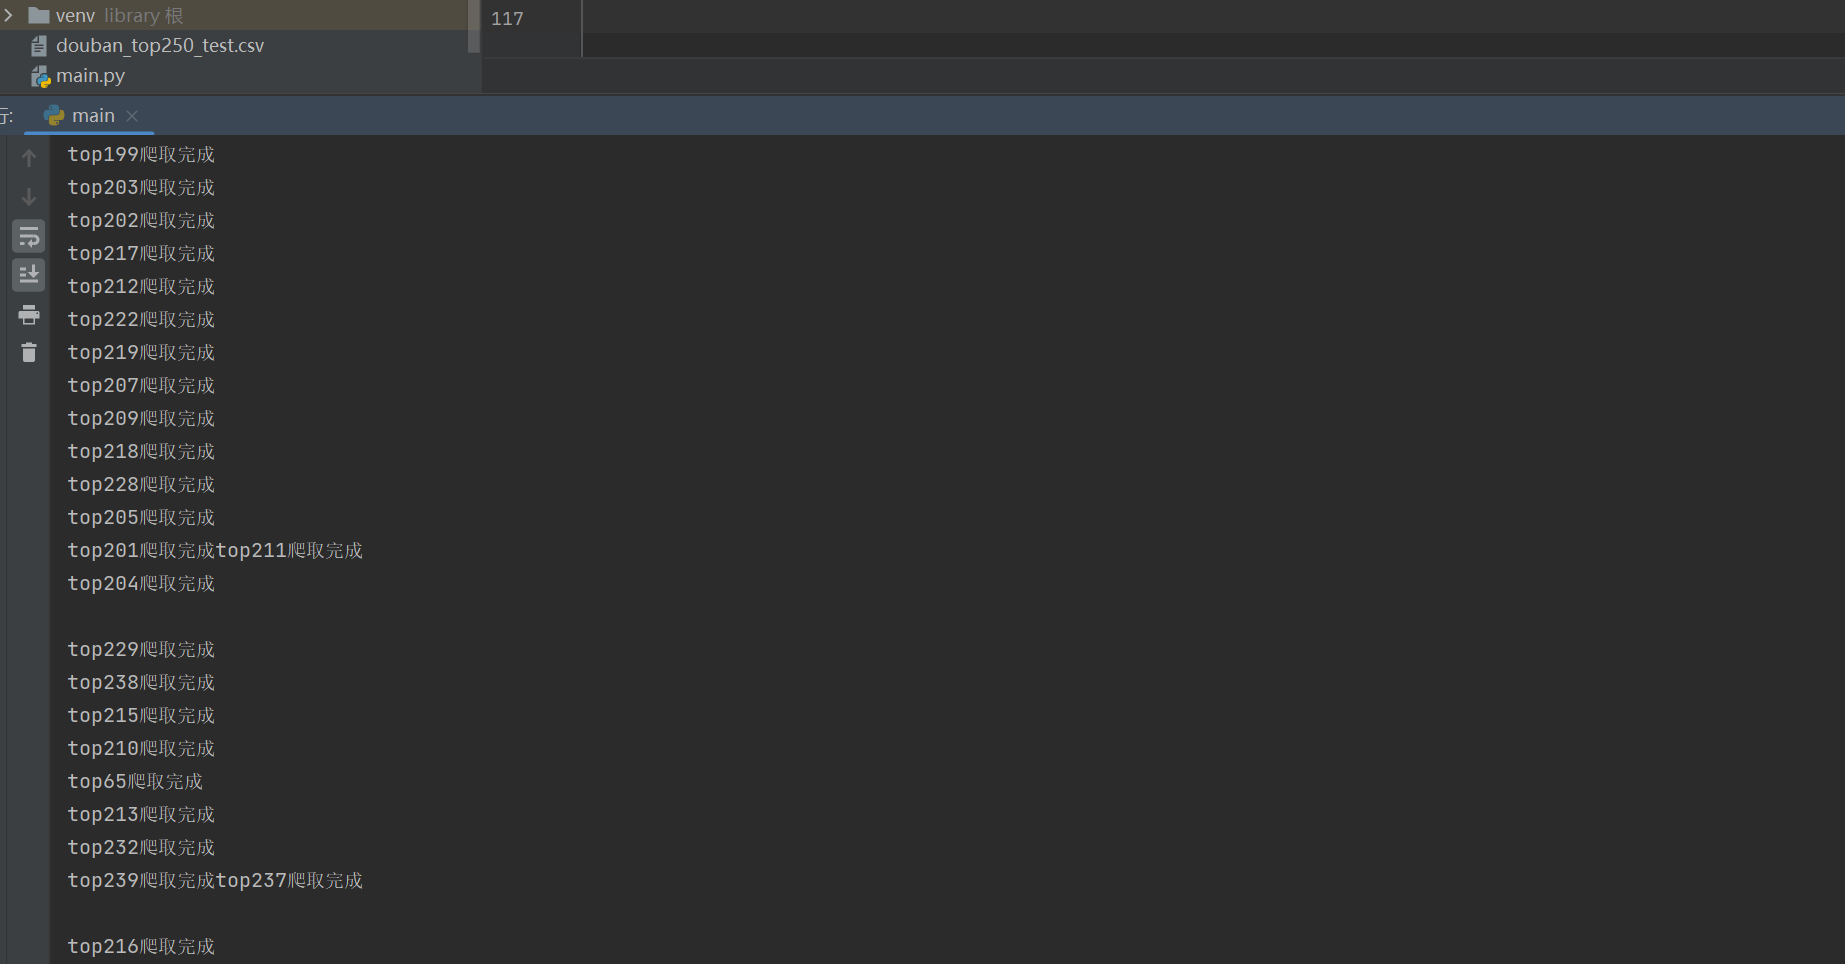 venv library 根
117
douban_top250_test.csv
main.py
行: main
top199爬取完成
top203爬取完成
top202爬取完成
top217爬取完成
top212爬取完成
top222爬取完成
top219爬取完成
top207爬取完成
top209爬取完成
top218爬取完成
top228爬取完成
top205爬取完成
top201爬取完成top211爬取完成
top204爬取完成
top229爬取完成
top238爬取完成
top215爬取完成
top210爬取完成
top65爬取完成
top213爬取完成
top232爬取完成
top239爬取完成top237爬取完成
top216爬取完成